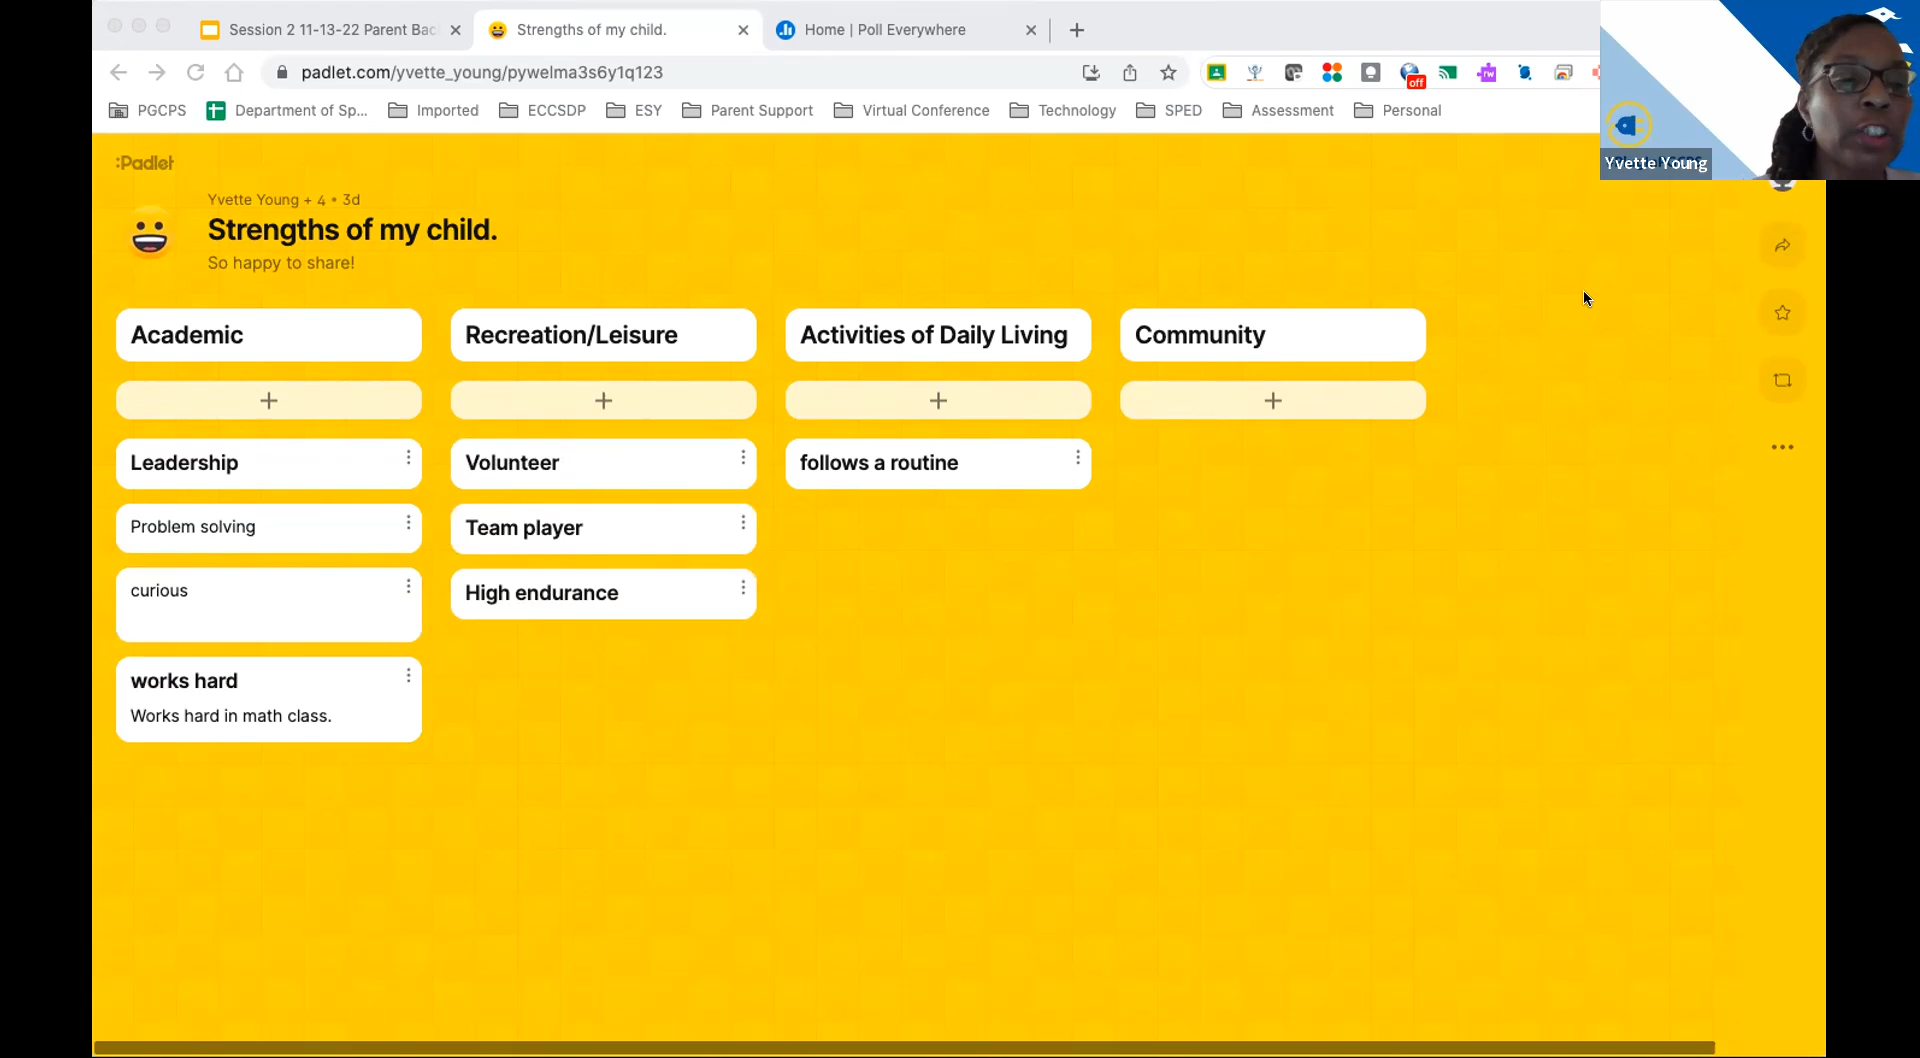 Session 2 11-13-22 Parent Bac
Strengths of my child.
Home | Poll Everywhere
padlet.com/yvette_young/pywelma3s6y1q123
off
rw
PGCPS
Department of Sp...
Imported
ECCSDP
ESY
Parent Support
Virtual Conference
Technology
SPED
Assessment
Personal
Yvette Young
:Padlet
Yvette Young + 4 • 3d
Strengths of my child.
So happy to share!
Academic
Recreation/Leisure
Activities of Daily Living
Community
Leadership
Volunteer
follows a routine
Problem solving
Team player
curious
High endurance
works hard
Works hard in math class.